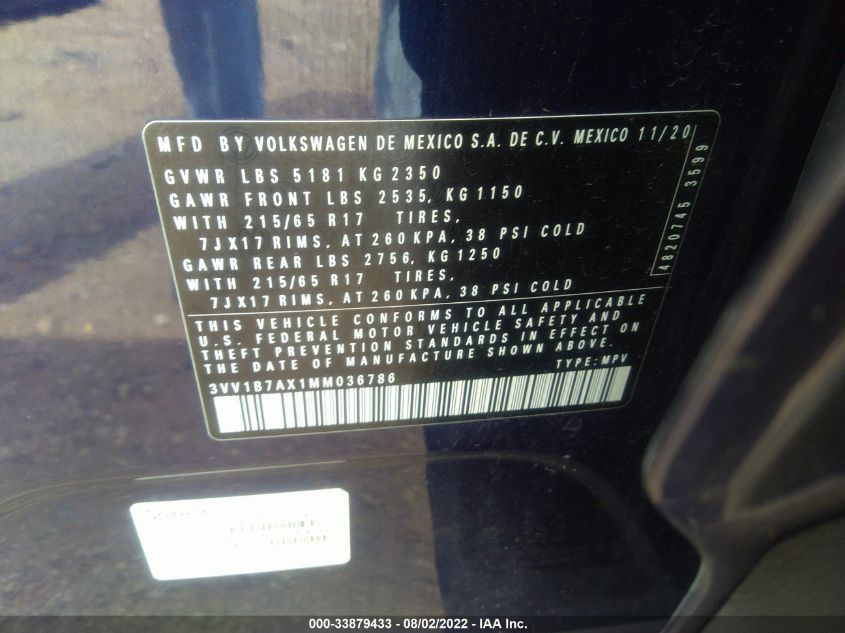 MFD BY VOLKSWAGEN DE MEXICO S.A. DE C.V. MEXICO 11/20
GVWR LBS 5181 KG 2350
GAWR FRONT LBS 2535, KG 1150
WITH 215/65 R17 TIRES,
7JX17 RIMS, AT 260 KPA, 38 PSI COLD
GAWR REAR LBS 2756, KG 1250
WITH 215/65 R17 TIRES,
7JX17 RIMS, AT 260 KPA, 38 PSI COLD
4820745 3599
THIS VEHICLE CONFORMS TO ALL APPLICABLE
U.S. FEDERAL MOTOR VEHICLE SAFETY AND
THEFT PREVENTION STANDARDS IN EFFECT ON
THE DATE OF MANUFACTURE SHOWN ABOVE.
TYPE:MPV
3VV1B7AX1MM036786
000-33879433 - 08/02/2022 - IAA Inc.